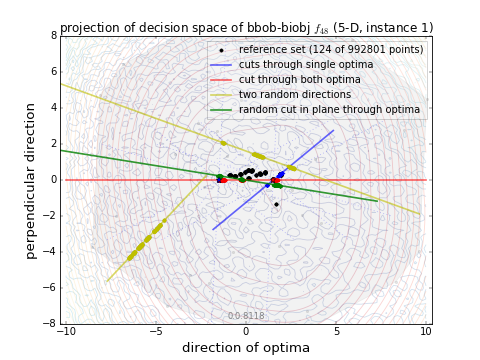 projection of decision space of bbob-biobj f48 (5-D, instance 1)
reference set (124 of 992801 points)
cuts through single optima
cut through both optima
two random directions
random cut in plane through optima
perpendicular direction
8
6
4
2
0
−2
−4
−6
−8
0:0.8118
−10
−5
0
5
10
direction of optima